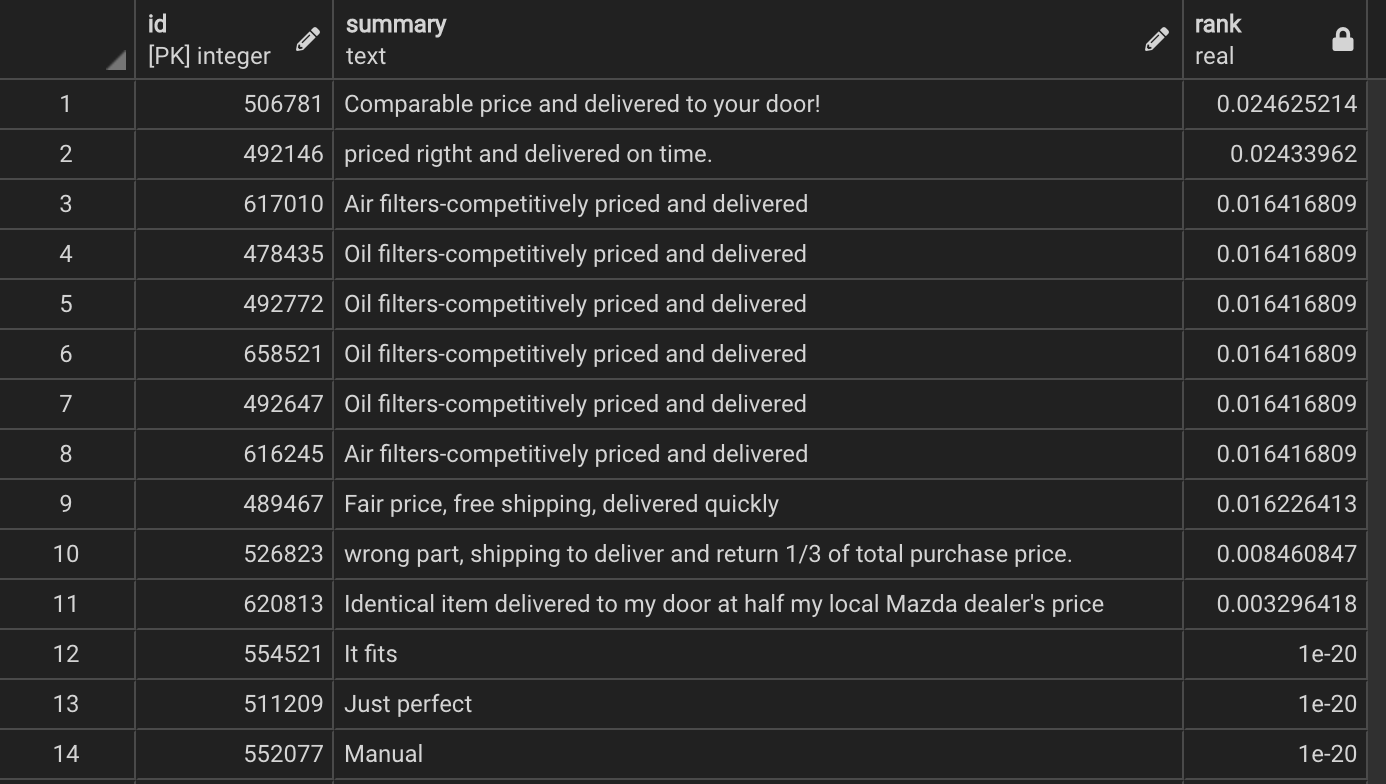 id summary rank
[PK] integer text real
1 506781 Comparable price and delivered to your door! 0.024625214
2 492146 priced rigtht and delivered on time. 0.02433962
3 617010 Air filters-competitively priced and delivered 0.016416809
4 478435 Oil filters-competitively priced and delivered 0.016416809
5 492772 Oil filters-competitively priced and delivered 0.016416809
6 658521 Oil filters-competitively priced and delivered 0.016416809
7 492647 Oil filters-competitively priced and delivered 0.016416809
8 616245 Air filters-competitively priced and delivered 0.016416809
9 489467 Fair price, free shipping, delivered quickly 0.016226413
10 526823 wrong part, shipping to deliver and return 1/3 of total purchase price. 0.008460847
11 620813 Identical item delivered to my door at half my local Mazda dealer's price 0.003296418
12 554521 It fits 1e-20
13 511209 Just perfect 1e-20
14 552077 Manual 1e-20